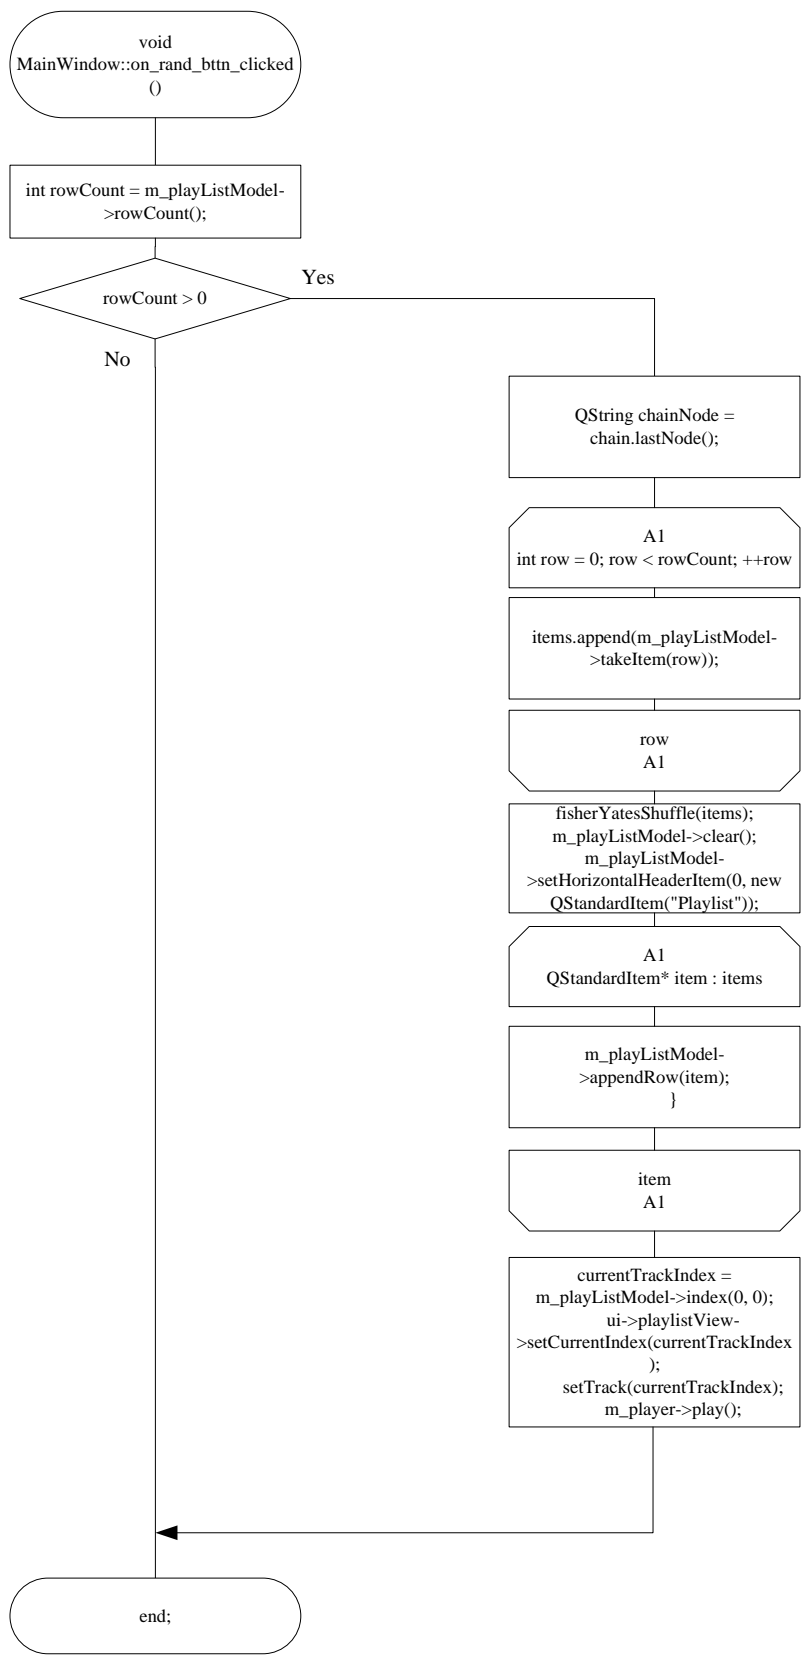 void
MainWindow::on_rand_bttn_clicked
()
int rowCount = m_playListModel-
>rowCount();
rowCount > 0
Yes
No
QString chainNode =
chain.lastNode();
A1
int row = 0; row < rowCount; ++row
items.append(m_playListModel-
>takeItem(row));
row
A1
fisherYatesShuffle(items);
m_playListModel->clear();
m_playListModel-
>setHorizontalHeaderItem(0, new
QStandardItem("Playlist"));
A1
QStandardItem* item : items
m_playListModel-
>appendRow(item);
}
item
A1
currentTrackIndex =
m_playListModel->index(0, 0);
ui->playlistView-
>setCurrentIndex(currentTrackIndex
);
setTrack(currentTrackIndex);
m_player->play();
end;